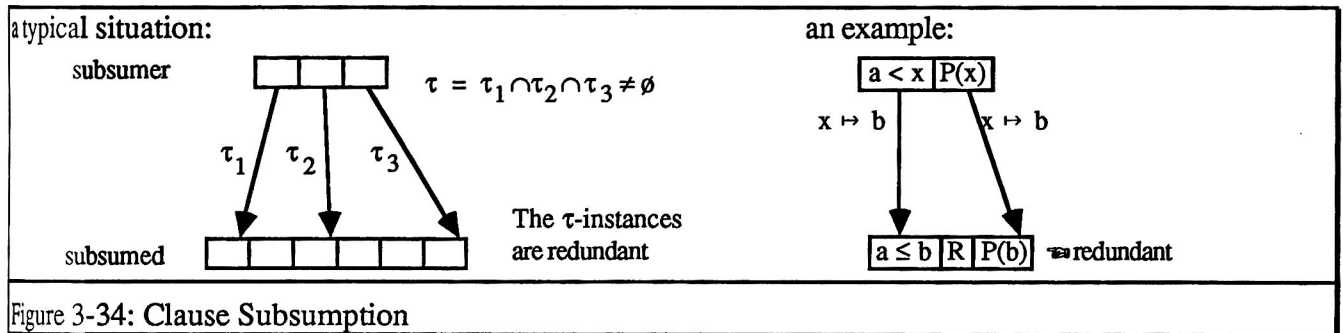 a typical situation:
subsumer
τ = τ₁∩τ₂∩τ₃≠ø
τ₁ τ₂ τ₃
The τ-instances
are redundant
subsumed
an example:
a < x P(x)
x ↦ b x ↦ b
a ≤ b R P(b) ☜ redundant
Figure 3-34: Clause Subsumption